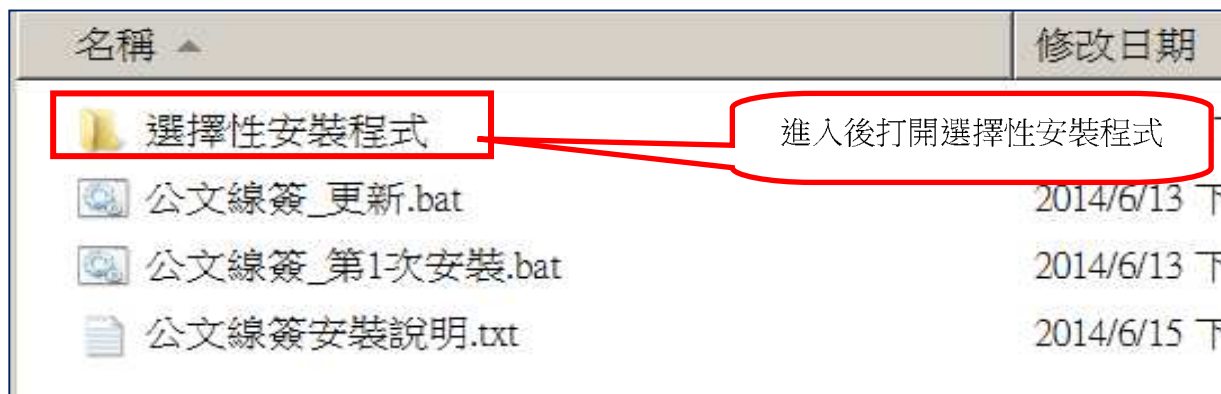 名稱 修改日期
選擇性安裝程式
進入後打開選擇性安裝程式
公文線簽_更新.bat 2014/6/13 下
公文線簽_第1次安裝.bat 2014/6/13 下
公文線簽安裝說明.txt 2014/6/15 下